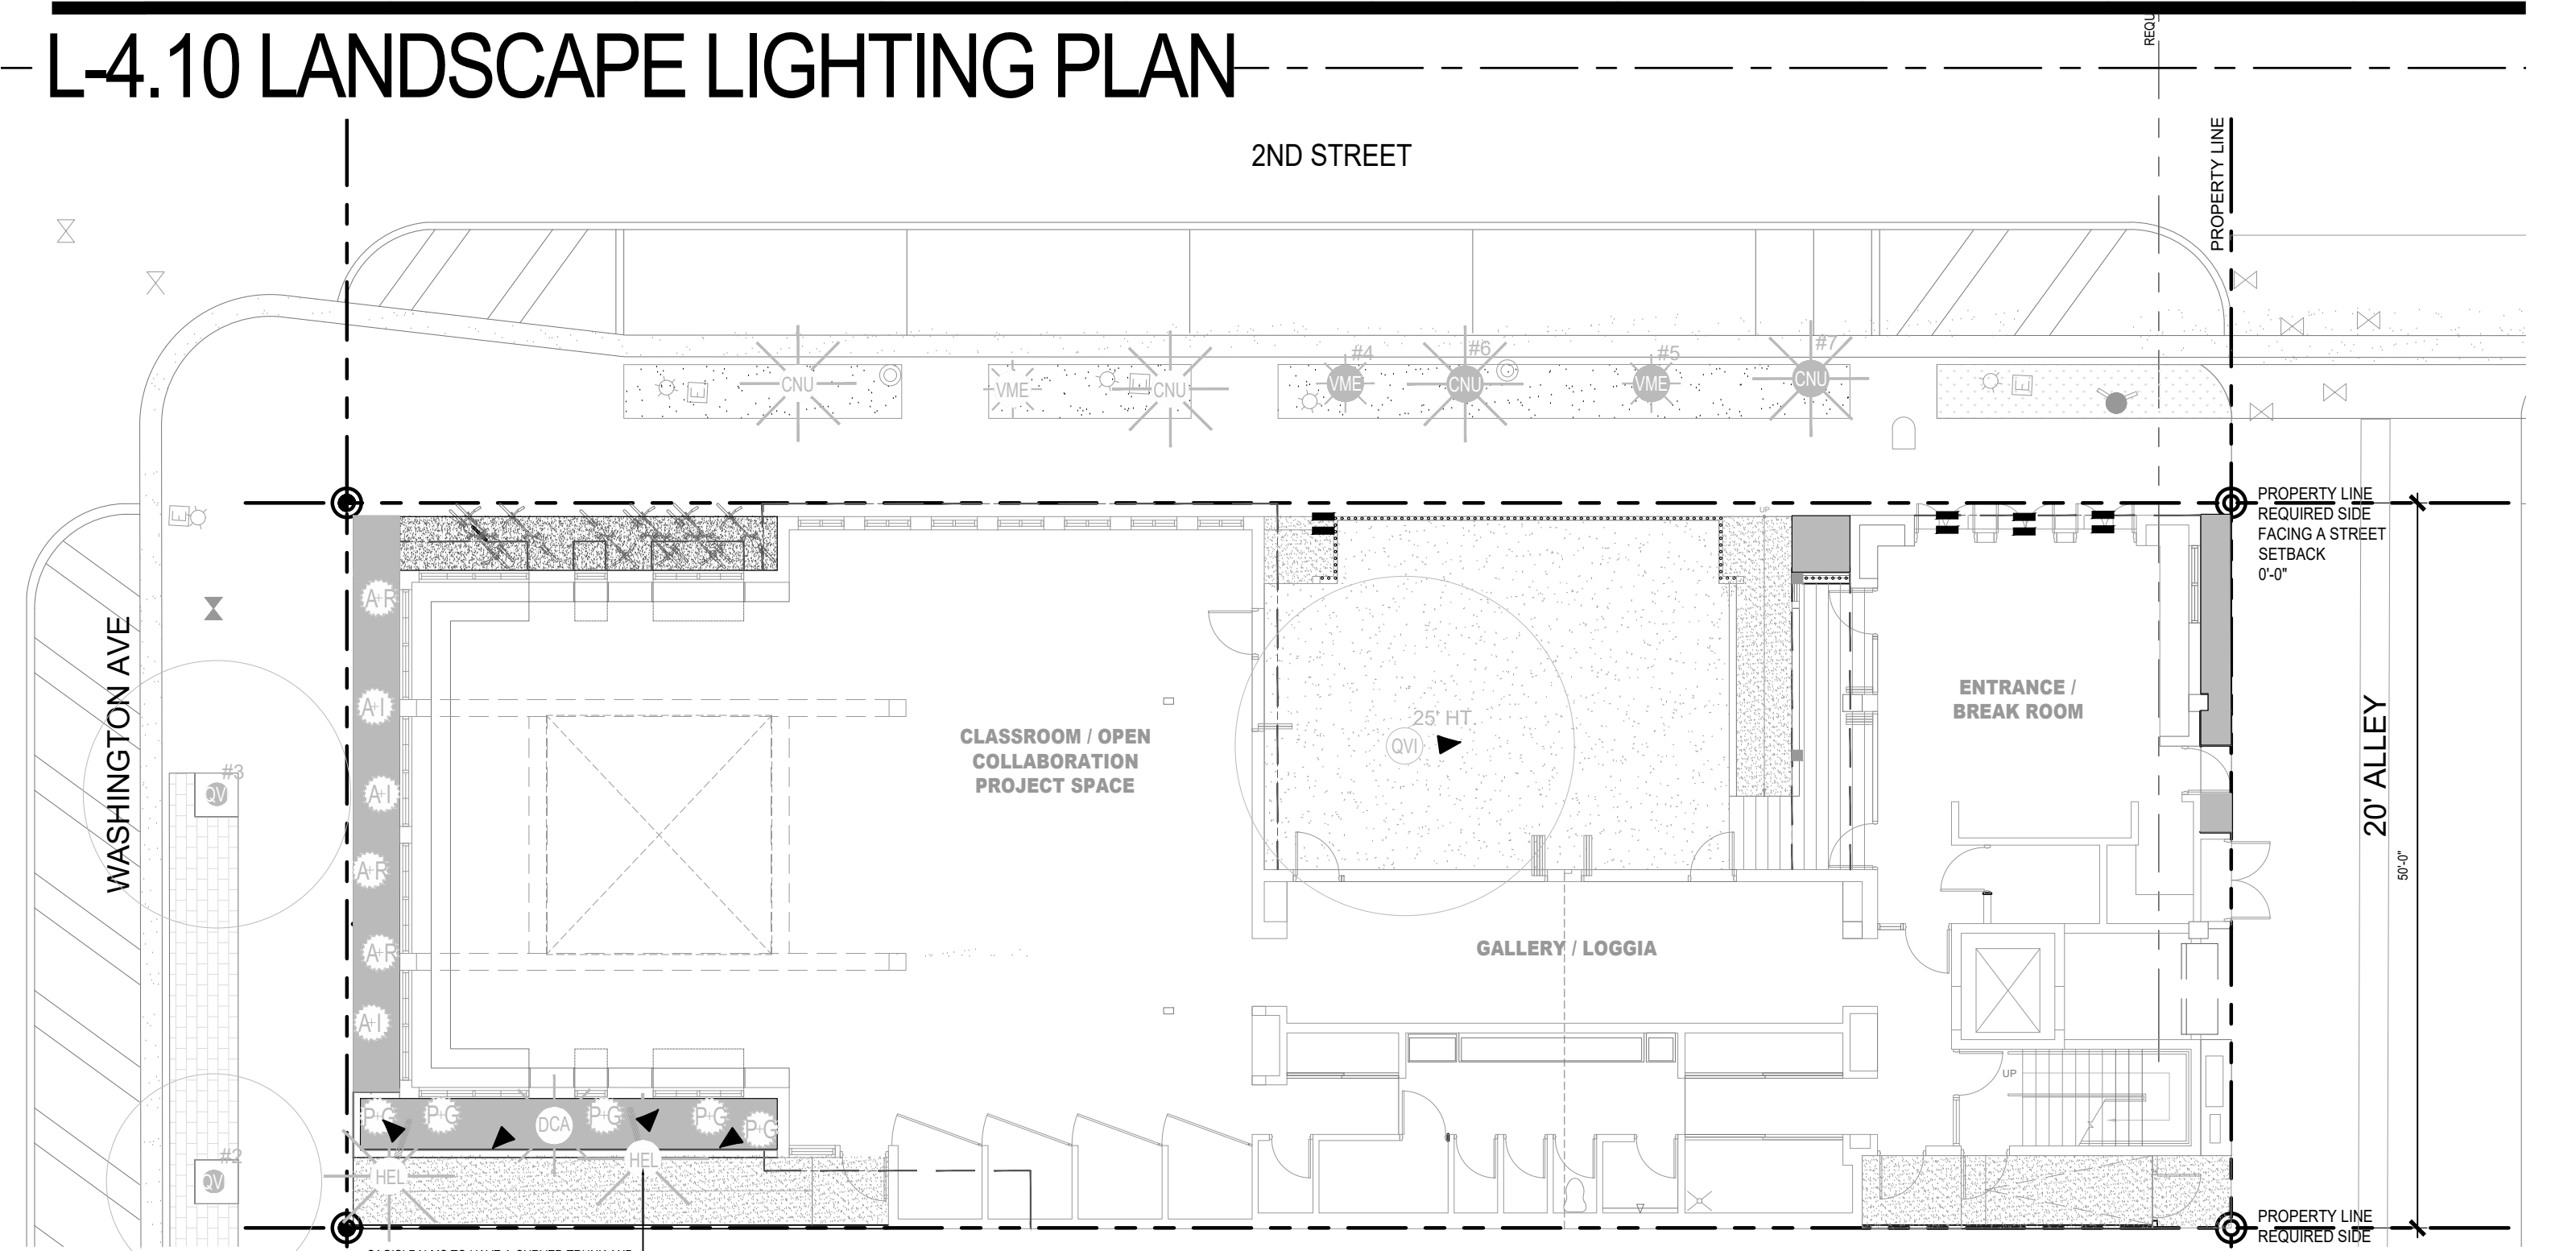 L-4.10 LANDSCAPE LIGHTING PLAN
2ND STREET
PROPERTY LINE
#4
#6
#5
#7
CNU
VME
CNU
VME
CNU
VME
CNU
E
E
E
E
PROPERTY LINE
REQUIRED SIDE
FACING A STREET
SETBACK
0'-0"
UP
WASHINGTON AVE
A+R
A+I
A+I
A+R
A+R
A+I
#3
QV
#2
QV
CLASSROOM / OPEN
COLLABORATION
PROJECT SPACE
25' HT
QVI
ENTRANCE /
BREAK ROOM
20' ALLEY
50'-0"
GALLERY / LOGGIA
UP
P+G
P+G
DCA
P+G
P+G
P+G
HEL
HEL
PROPERTY LINE
REQUIRED SIDE